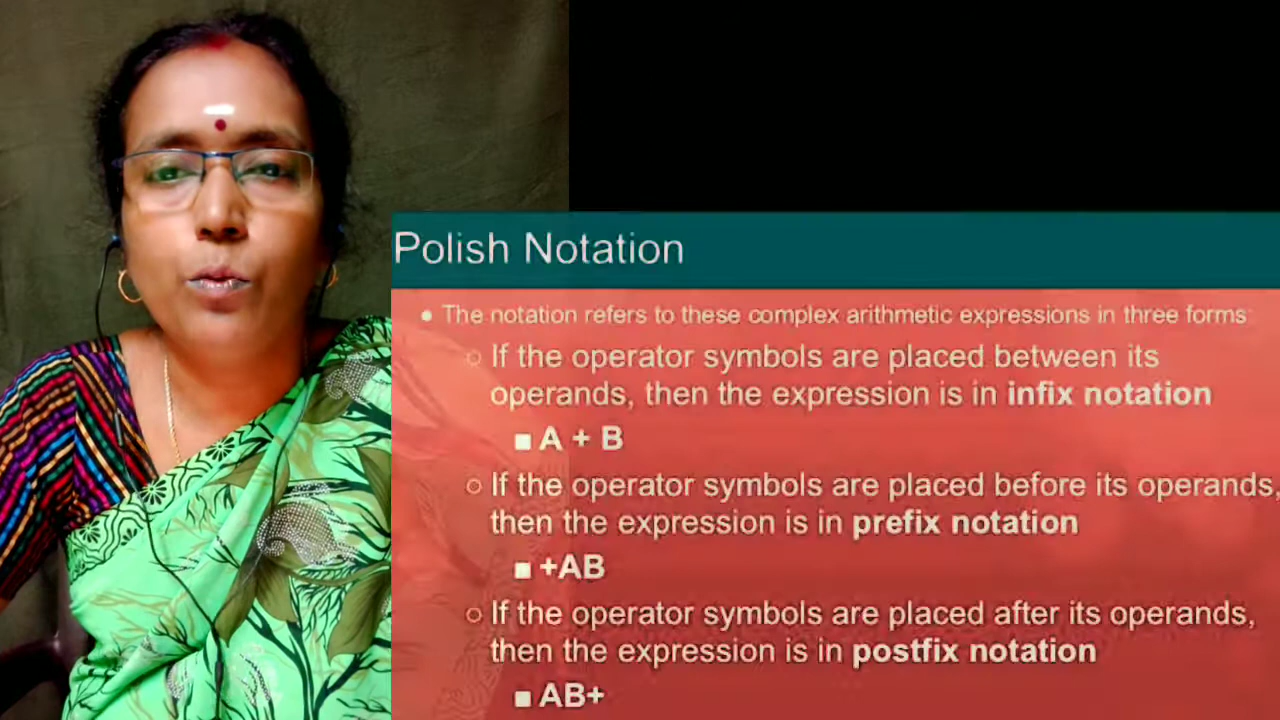 Polish Notation
● The notation refers to these complex arithmetic expressions in three forms
○ If the operator symbols are placed between its
operands, then the expression is in infix notation
■ A + B
○ If the operator symbols are placed before its operands,
then the expression is in prefix notation
■ +AB
○ If the operator symbols are placed after its operands,
then the expression is in postfix notation
■ AB+